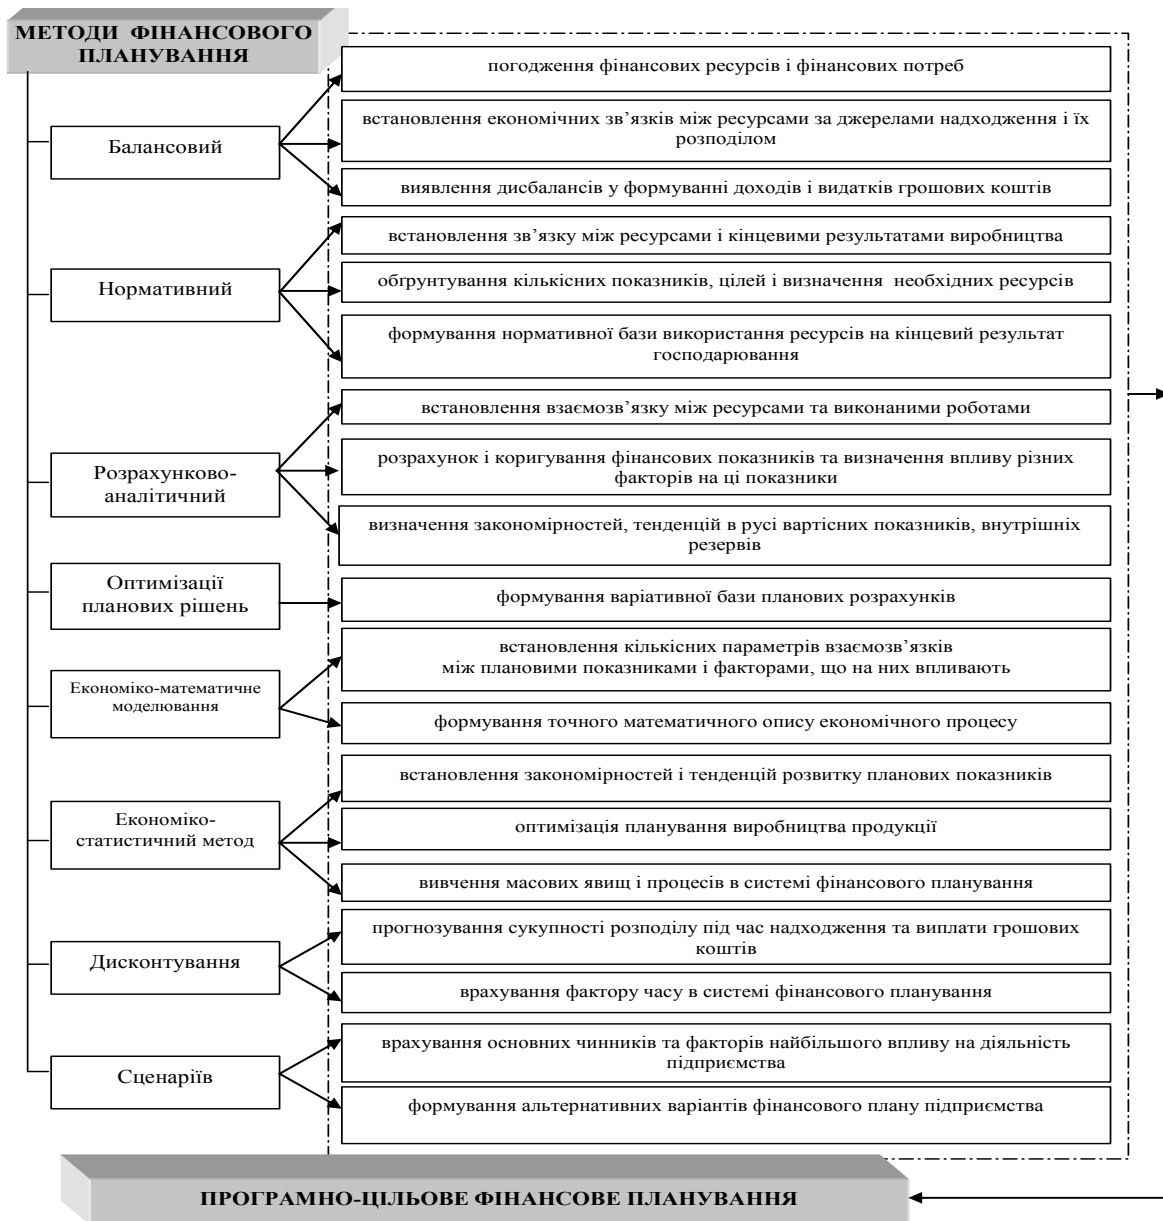 МЕТОДИ ФІНАНСОВОГО
ПЛАНУВАННЯ
Балансовий
погодження фінансових ресурсів і фінансових потреб
встановлення економічних зв’язків між ресурсами за джерелами надходження і їх
розподілом
виявлення дисбалансів у формуванні доходів і видатків грошових коштів
Нормативний
встановлення зв’язку між ресурсами і кінцевими результатами виробництва
обґрунтування кількісних показників, цілей і визначення необхідних ресурсів
формування нормативної бази використання ресурсів на кінцевий результат
господарювання
Розрахунково-
аналітичний
встановлення взаємозв’язку між ресурсами та виконаними роботами
розрахунок і коригування фінансових показників та визначення впливу різних
факторів на ці показники
визначення закономірностей, тенденцій в русі вартісних показників, внутрішніх
резервів
Оптимізації
планових рішень
формування варіативної бази планових розрахунків
Економіко-математичне
моделювання
встановлення кількісних параметрів взаємозв’язків
між плановими показниками і факторами, що на них впливають
формування точного математичного опису економічного процесу
Економіко-
статистичний метод
встановлення закономірностей і тенденцій розвитку планових показників
оптимізація планування виробництва продукції
вивчення масових явищ і процесів в системі фінансового планування
Дисконтування
прогнозування сукупності розподілу під час надходження та виплати грошових
коштів
врахування фактору часу в системі фінансового планування
Сценаріїв
врахування основних чинників та факторів найбільшого впливу на діяльність
підприємства
формування альтернативних варіантів фінансового плану підприємства
ПРОГРАМНО-ЦІЛЬОВЕ ФІНАНСОВЕ ПЛАНУВАННЯ